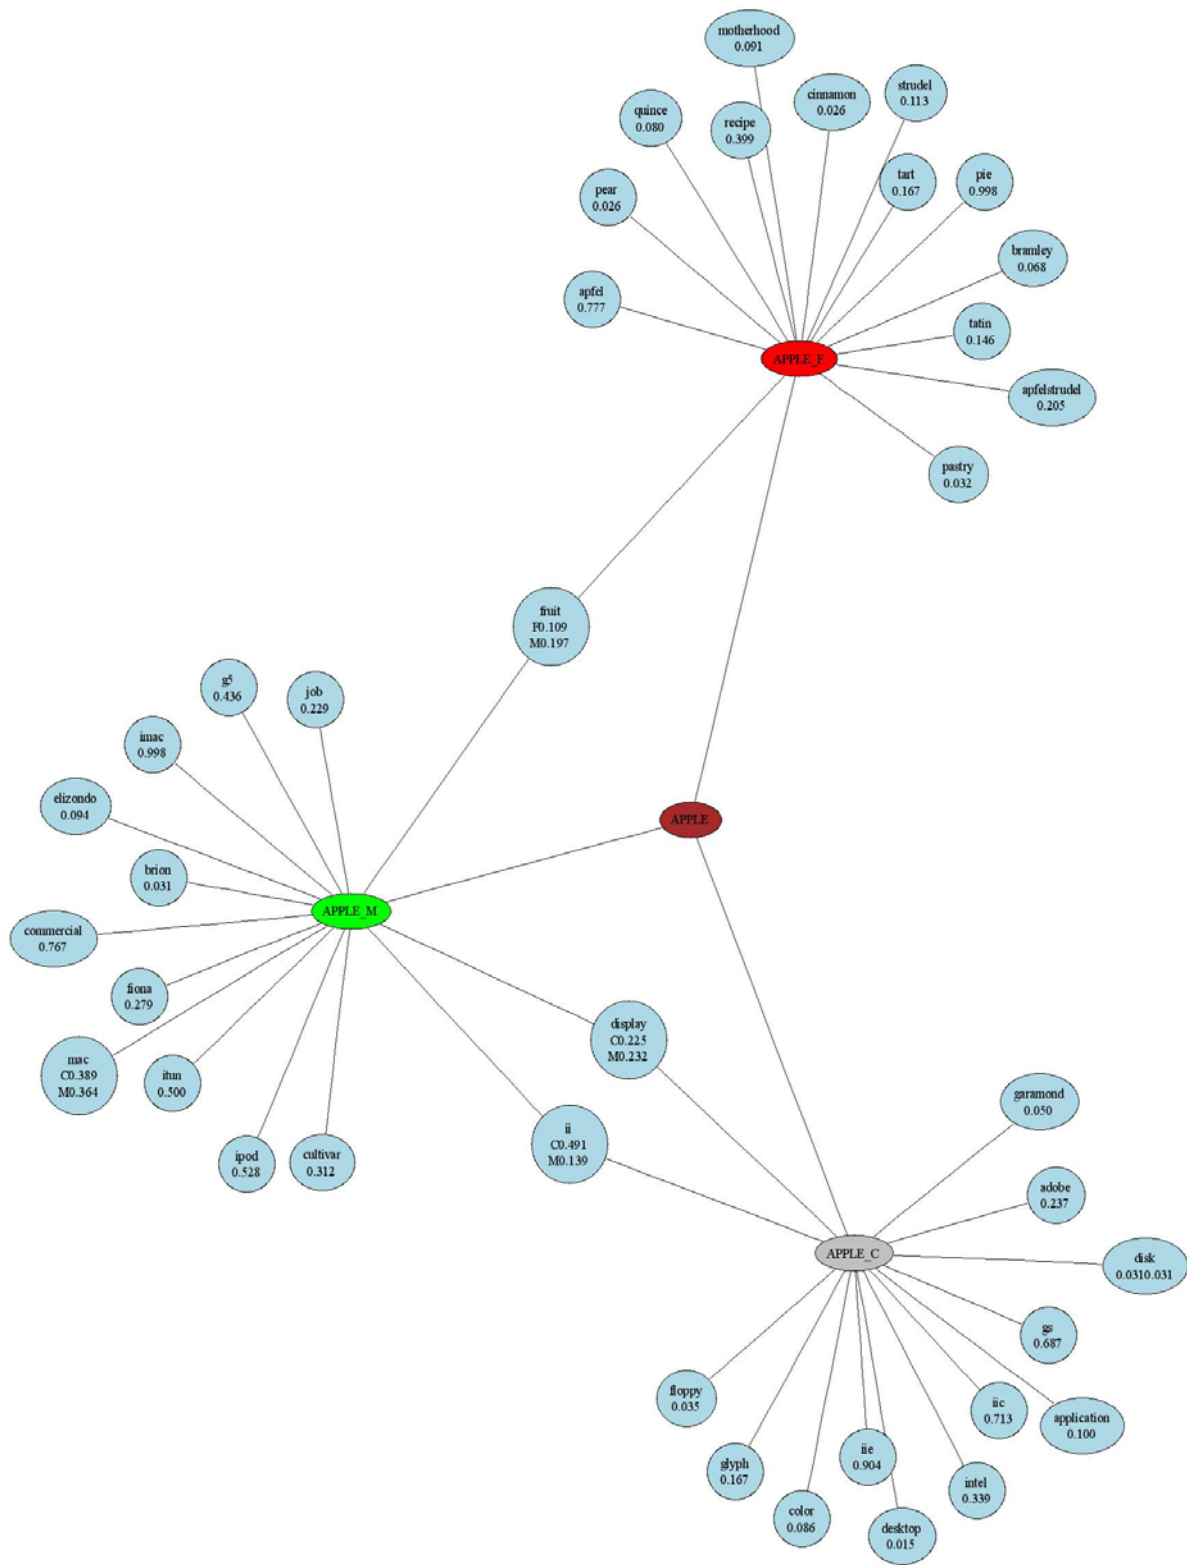 motherhood
0.091
cinnamon
0.026
strudel
0.113
quince
0.080
recipe
0.399
tart
0.167
pie
0.998
pear
0.026
bramley
0.068
apfel
0.777
tatin
0.146
APPLE_F
apfelstrudel
0.205
pastry
0.032
fruit
F0.109
M0.197
g5
0.436
job
0.229
imac
0.998
elizondo
0.094
APPLE
brion
0.031
APPLE_M
commercial
0.767
fiona
0.279
display
C0.225
M0.232
mac
C0.389
M0.364
itun
0.500
garamond
0.050
ii
C0.491
M0.139
ipod
0.528
cultivar
0.312
adobe
0.237
APPLE_C
disk
0.0310.031
gs
0.687
floppy
0.035
iic
0.713
application
0.100
iie
0.904
glyph
0.167
intel
0.339
color
0.086
desktop
0.015